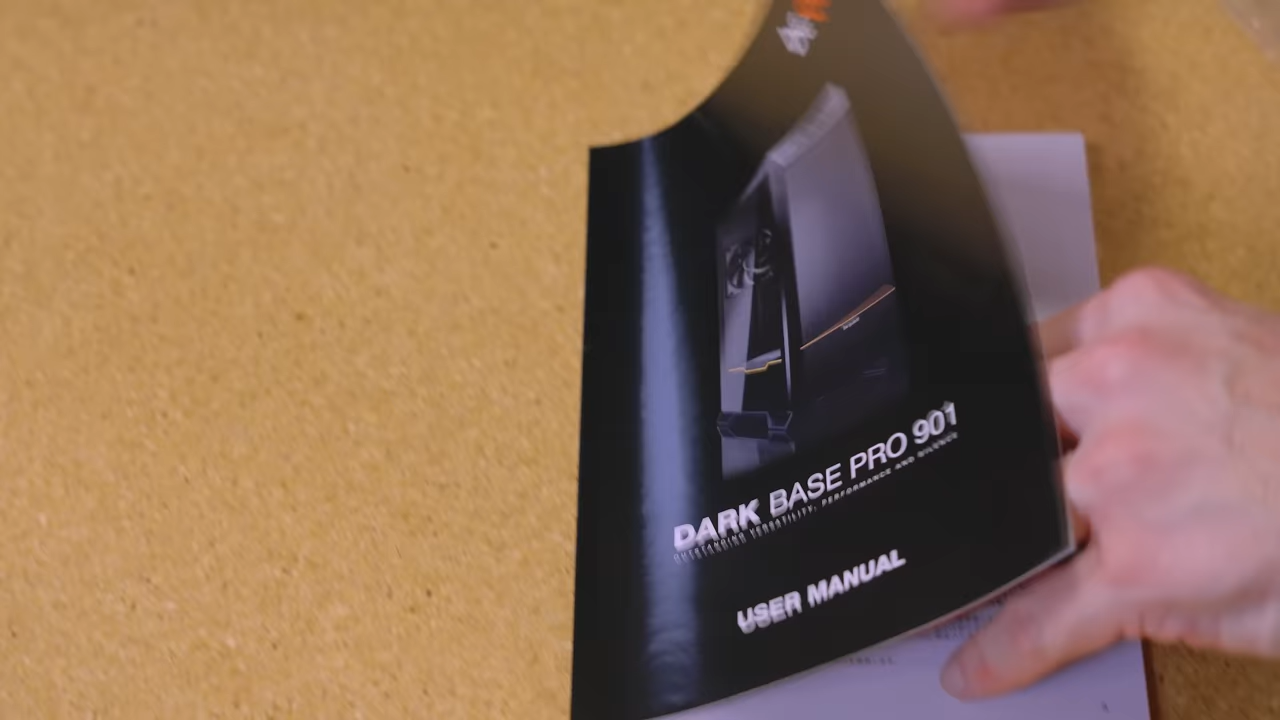 DARK BASE PRO 901
OUTSTANDING VERSATILITY, PERFORMANCE AND SILENCE
USER MANUAL